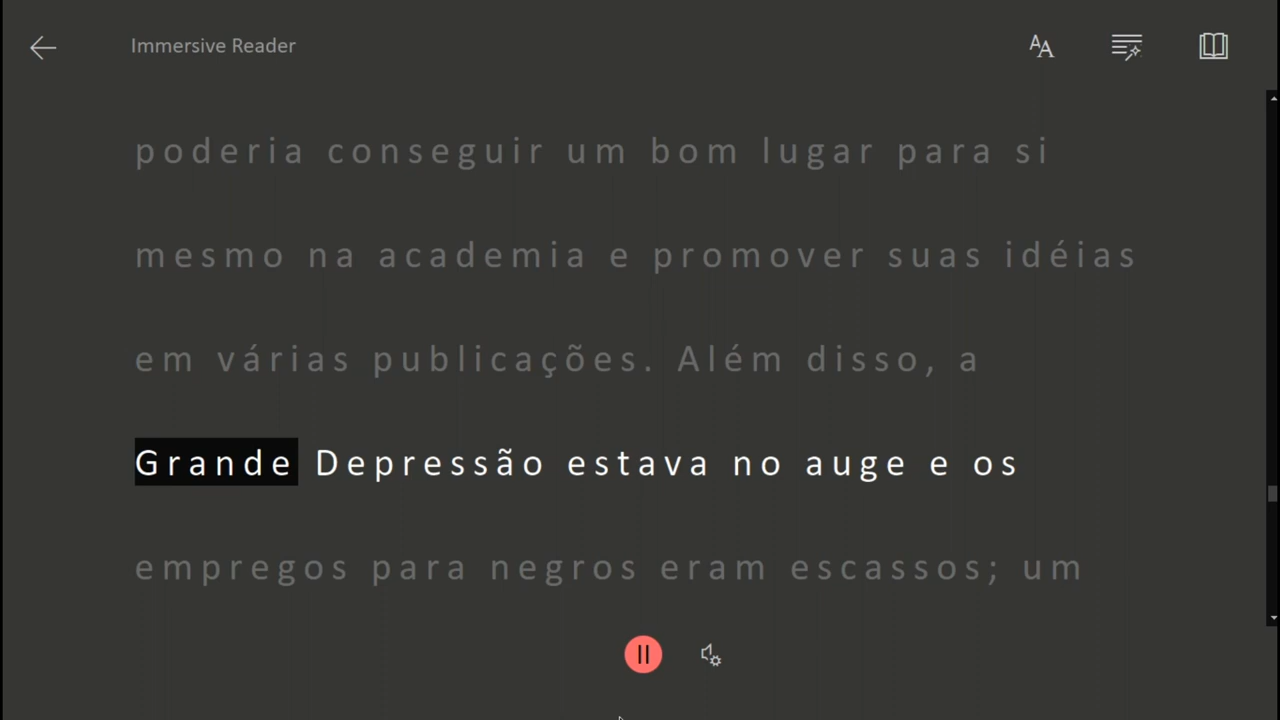 Immersive Reader
poderia conseguir um bom lugar para si
mesmo na academia e promover suas idéias
em várias publicações. Além disso, a
Grande Depressão estava no auge e os
empregos para negros eram escassos; um